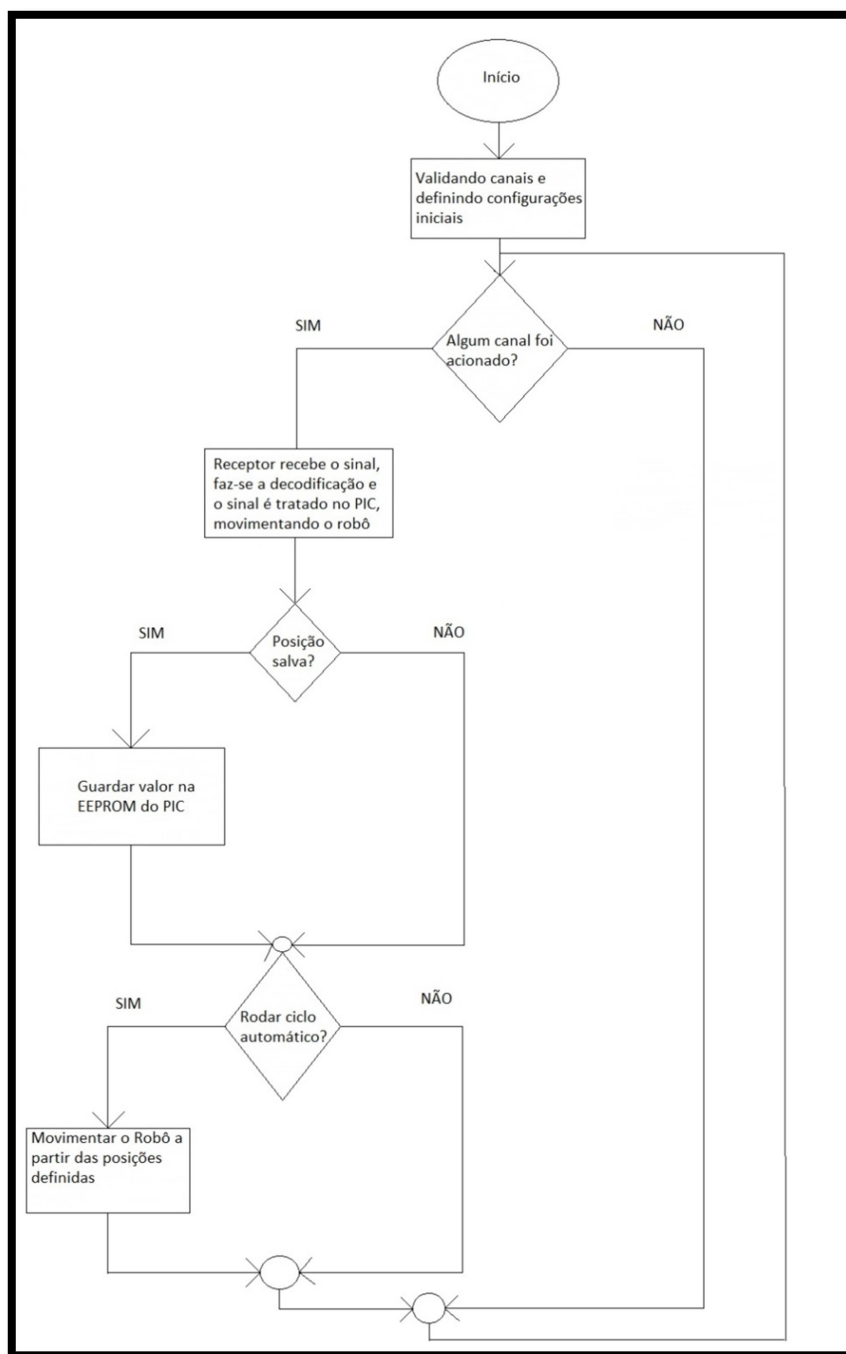 Início
Validando canais e
definindo configurações
iniciais
SIM
NÃO
Algum canal foi
acionado?
Receptor recebe o sinal,
faz-se a decodificação e
o sinal é tratado no PIC,
movimentando o robô
SIM
NÃO
Posição
salva?
Guardar valor na
EEPROM do PIC
SIM
NÃO
Rodar ciclo
automático?
Movimentar o Robô a
partir das posições
definidas